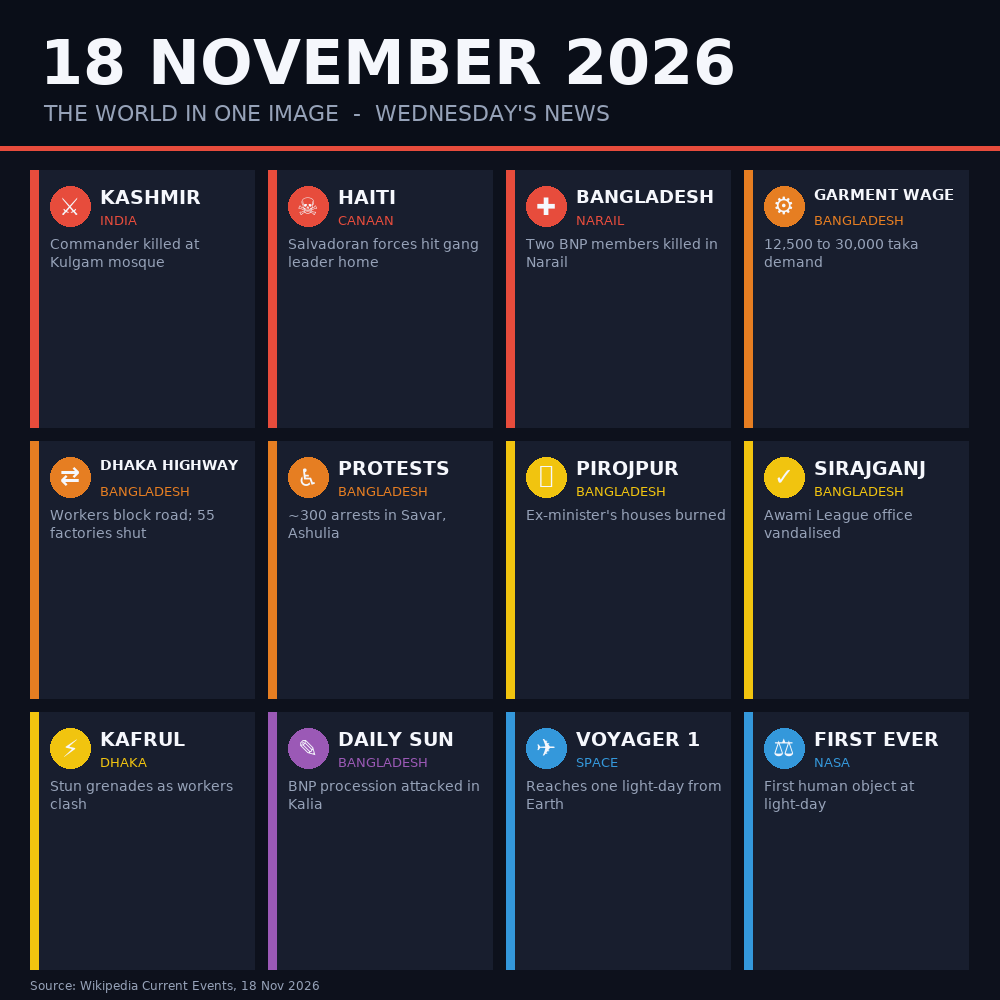 18 NOVEMBER 2026
THE WORLD IN ONE IMAGE - WEDNESDAY'S NEWS
KASHMIR
INDIA
Commander killed at
Kulgam mosque
HAITI
CANAAN
Salvadoran forces hit gang
leader home
BANGLADESH
NARAIL
Two BNP members killed in
Narail
GARMENT WAGE
BANGLADESH
12,500 to 30,000 taka
demand
DHAKA HIGHWAY
BANGLADESH
Workers block road; 55
factories shut
PROTESTS
BANGLADESH
~300 arrests in Savar,
Ashulia
PIROJPUR
BANGLADESH
Ex-minister's houses burned
SIRAJGANJ
BANGLADESH
Awami League office
vandalised
KAFRUL
DHAKA
Stun grenades as workers
clash
DAILY SUN
BANGLADESH
BNP procession attacked in
Kalia
VOYAGER 1
SPACE
Reaches one light-day from
Earth
FIRST EVER
NASA
First human object at
light-day
Source: Wikipedia Current Events, 18 Nov 2026